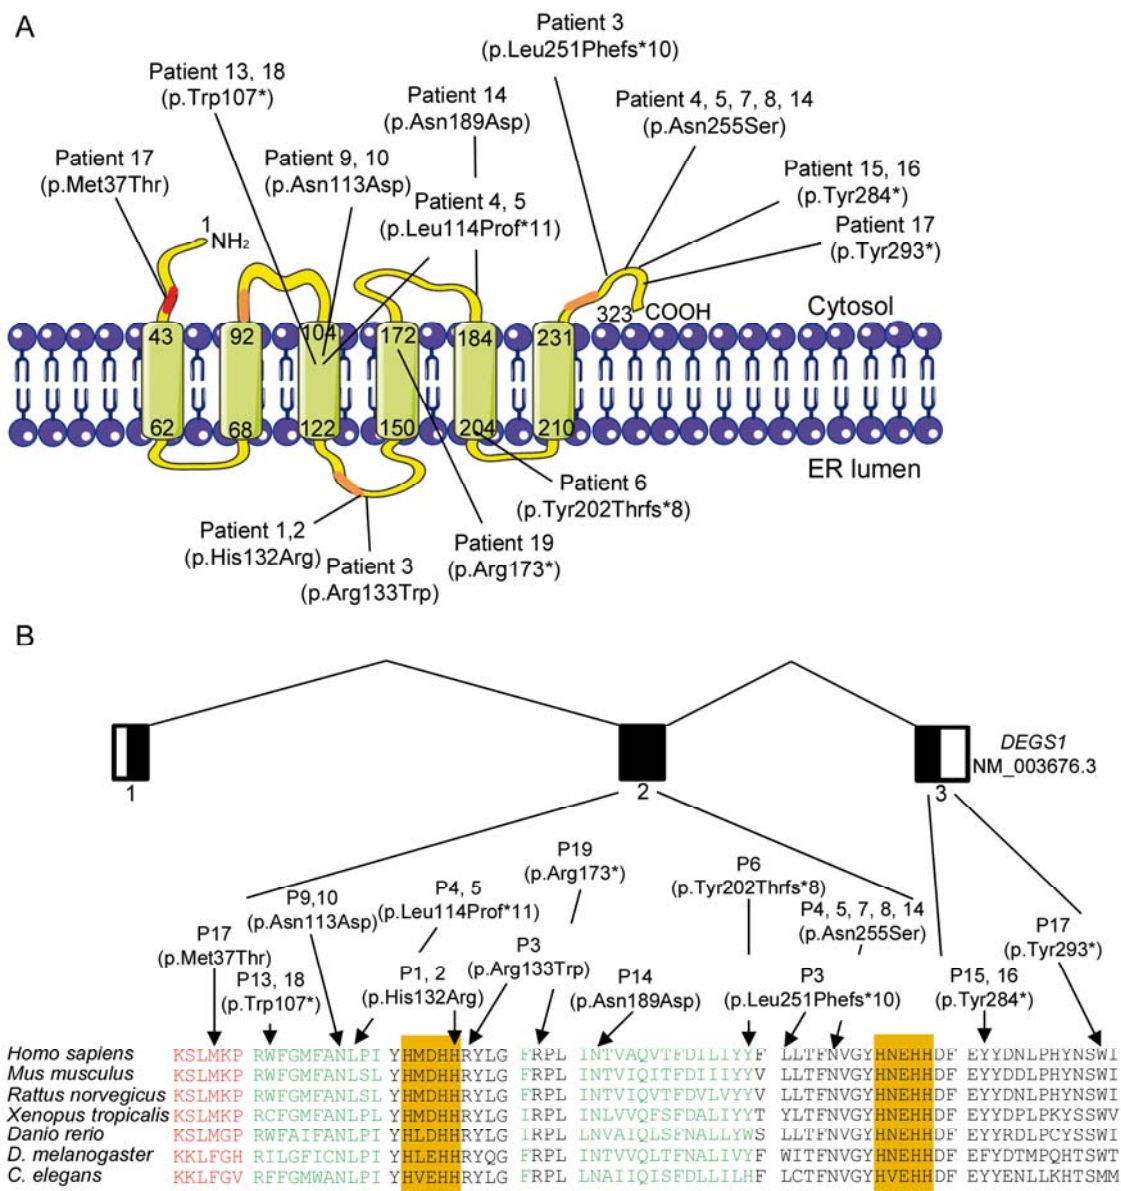 A
Patient 3
(p.Leu251Phefs*10)
Patient 13, 18
(p.Trp107*)
Patient 14
(p.Asn189Asp)
Patient 4, 5, 7, 8, 14
(p.Asn255Ser)
Patient 17
(p.Met37Thr)
Patient 9, 10
(p.Asn113Asp)
Patient 15, 16
(p.Tyr284*)
Patient 4, 5
(p.Leu114Prof*11)
Patient 17
(p.Tyr293*)
1
NH2
323 COOH
Cytosol
43 92 104 172 184 231
62 68 122 150 204 210
ER lumen
Patient 6
(p.Tyr202Thrfs*8)
Patient 1,2
(p.His132Arg)
Patient 19
(p.Arg173*)
Patient 3
(p.Arg133Trp)
B
DEGS1
NM_003676.3
1 2 3
P19
(p.Arg173*)
P6
(p.Tyr202Thrfs*8)
P9,10
(p.Asn113Asp)
P4, 5
(p.Leu114Prof*11)
P4, 5, 7, 8, 14
(p.Asn255Ser)
P17
(p.Met37Thr)
P3
(p.Arg133Trp)
P17
(p.Tyr293*)
P13, 18
(p.Trp107*)
P1, 2
(p.His132Arg)
P14
(p.Asn189Asp)
P3
(p.Leu251Phefs*10)
P15, 16
(p.Tyr284*)
Homo sapiens KSLMKP RWFGMFANLPI YHMDHHRYLG FRPL INTVAQVTFDILIYYF LLTFNVGYHNEHHDF EYYDNLPHYNSWI
Mus musculus KSLMKP RWFGMFANLSL YHMDHHRYLG FRPL INTVIQITFDIIIYYV LLTFNVGYHNEHHDF EYYDDLPHYNSWI
Rattus norvegicus KSLMKP RWFGMFANLSL YHMDHHRYLG IRPL INTVVQITFDVLVYYV LLTFNVGYHNEHHDF EYYDNLPHYNSWI
Xenopus tropicalis KSLMKP RCFGMFANLPL YHMDHHRYLG IRPL INLVVQFSFDALIYYT YLTFNVGYHNEHHDF EYYDPLPKYSSWV
Danio rerio KSLMGP RWFAIFANLPI YHLDHHRYLG IRPL LNVAIQLSFNALLYWS LLTFNVGYHNEHHDF EYYRDLPCYSSWI
D. melanogaster KKLFGH RILGFICNLPI YHLEHHRYQG FRPL INVVLQTFNALIVYF WITFNVGYHNEHHDF EFYDTMPQHTSWT
C. elegans KKLFGV RFFGMWANLPI YHVEHHRYLG FRPL LNAIIQISFDLLILHF LCTFNVGYHVEHHDF EYENLLKHTSMM